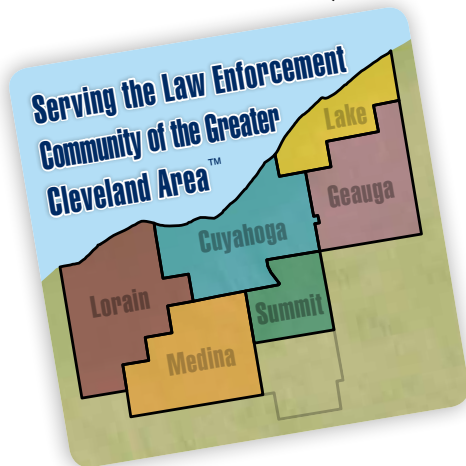 Serving the Law Enforcement
Community of the Greater
Cleveland Area™
Lake
Geauga
Cuyahoga
Lorain
Summit
Medina